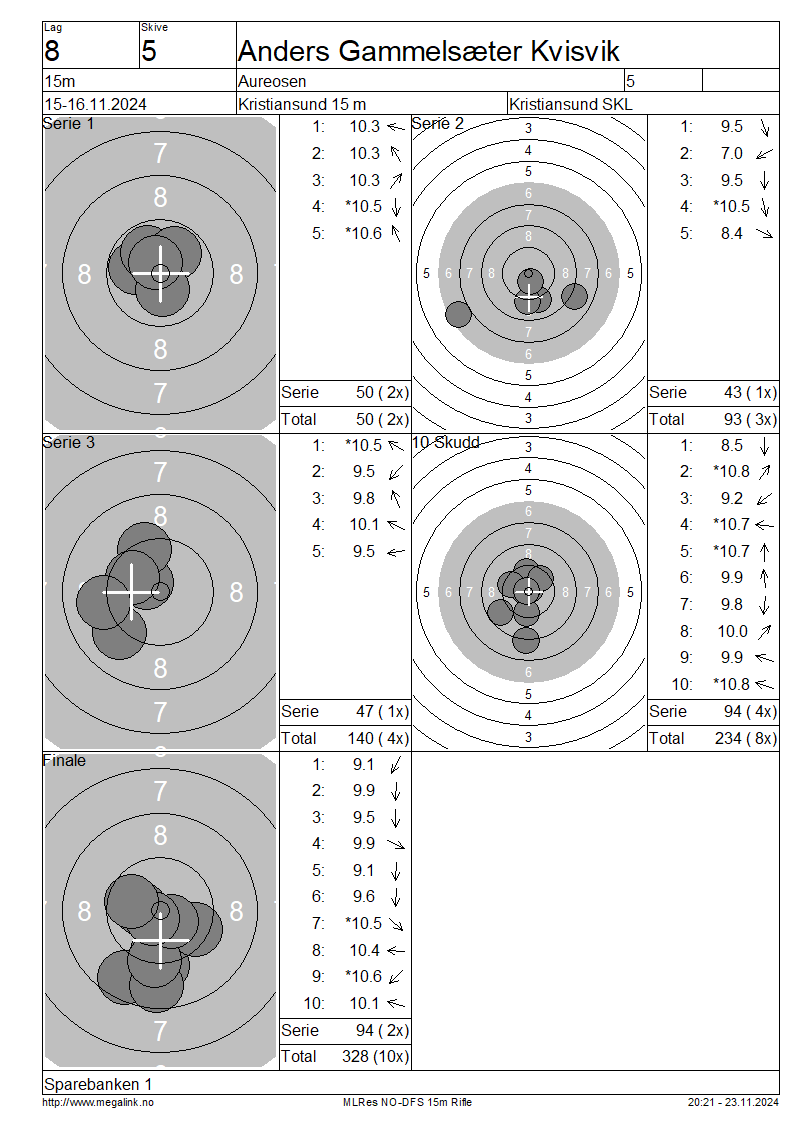 Lag
Skive
8
5
Anders Gammelsæter Kvisvik
15m
Aureosen
5
15-16.11.2024
Kristiansund 15 m
Kristiansund SKL
Serie 1
7
8
8
8
8
7
1: 10.3
2: 10.3
3: 10.3
4: *10.5
5: *10.6
Serie 50 ( 2x)
Total 50 ( 2x)
Serie 2
3
4
5
6
7
8
5 6 7 8 8 7 6 5
7
6
5
4
3
1: 9.5
2: 7.0
3: 9.5
4: *10.5
5: 8.4
Serie 43 ( 1x)
Total 93 ( 3x)
Serie 3
7
8
8
8
7
1: *10.5
2: 9.5
3: 9.8
4: 10.1
5: 9.5
Serie 47 ( 1x)
Total 140 ( 4x)
10 Skudd
3
4
5
6
7
8
5 6 7 8 8 7 6 5
6
5
4
3
1: 8.5
2: *10.8
3: 9.2
4: *10.7
5: *10.7
6: 9.9
7: 9.8
8: 10.0
9: 9.9
10: *10.8
Serie 94 ( 4x)
Total 234 ( 8x)
Finale
7
8
8
8
7
1: 9.1
2: 9.9
3: 9.5
4: 9.9
5: 9.1
6: 9.6
7: *10.5
8: 10.4
9: *10.6
10: 10.1
Serie 94 ( 2x)
Total 328 (10x)
Sparebanken 1
http://www.megalink.no
MLRes NO-DFS 15m Rifle
20:21 - 23.11.2024